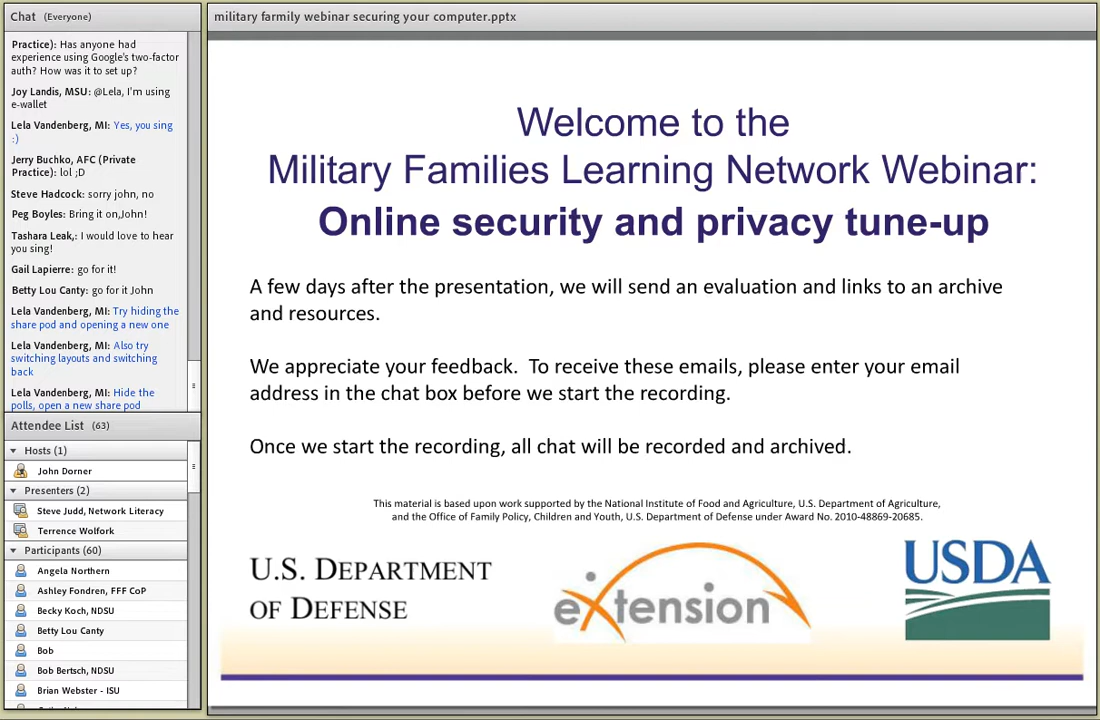 Chat (Everyone)
Practice): Has anyone had
experience using Google's two-factor
auth? How was it to set up?
Joy Landis, MSU: @Lela, I'm using
e-wallet
Lela Vandenberg, MI: Yes, you sing
:)
Jerry Buchko, AFC (Private
Practice): lol ;D
Steve Hadcock: sorry john, no
Peg Boyles: Bring it on,John!
Tashara Leak,: I would love to hear
you sing!
Gail Lapierre: go for it!
Betty Lou Canty: go for it John
Lela Vandenberg, MI: Try hiding the
share pod and opening a new one
Lela Vandenberg, MI: Also try
switching layouts and switching
back
Lela Vandenberg, MI: Hide the
polls, open a new share pod
Attendee List (63)
Hosts (1)
John Dorner
Presenters (2)
Steve Judd, Network Literacy
Terrence Wolfork
Participants (60)
Angela Northern
Ashley Fondren, FFF CoP
Becky Koch, NDSU
Betty Lou Canty
Bob
Bob Bertsch, NDSU
Brian Webster - ISU
military farmily webinar securing your computer.pptx
Welcome to the
Military Families Learning Network Webinar:
Online security and privacy tune-up
A few days after the presentation, we will send an evaluation and links to an archive
and resources.
We appreciate your feedback.  To receive these emails, please enter your email
address in the chat box before we start the recording.
Once we start the recording, all chat will be recorded and archived.
This material is based upon work supported by the National Institute of Food and Agriculture, U.S. Department of Agriculture,
and the Office of Family Policy, Children and Youth, U.S. Department of Defense under Award No. 2010-48869-20685.
U.S. DEPARTMENT
OF DEFENSE
eXtension
USDA